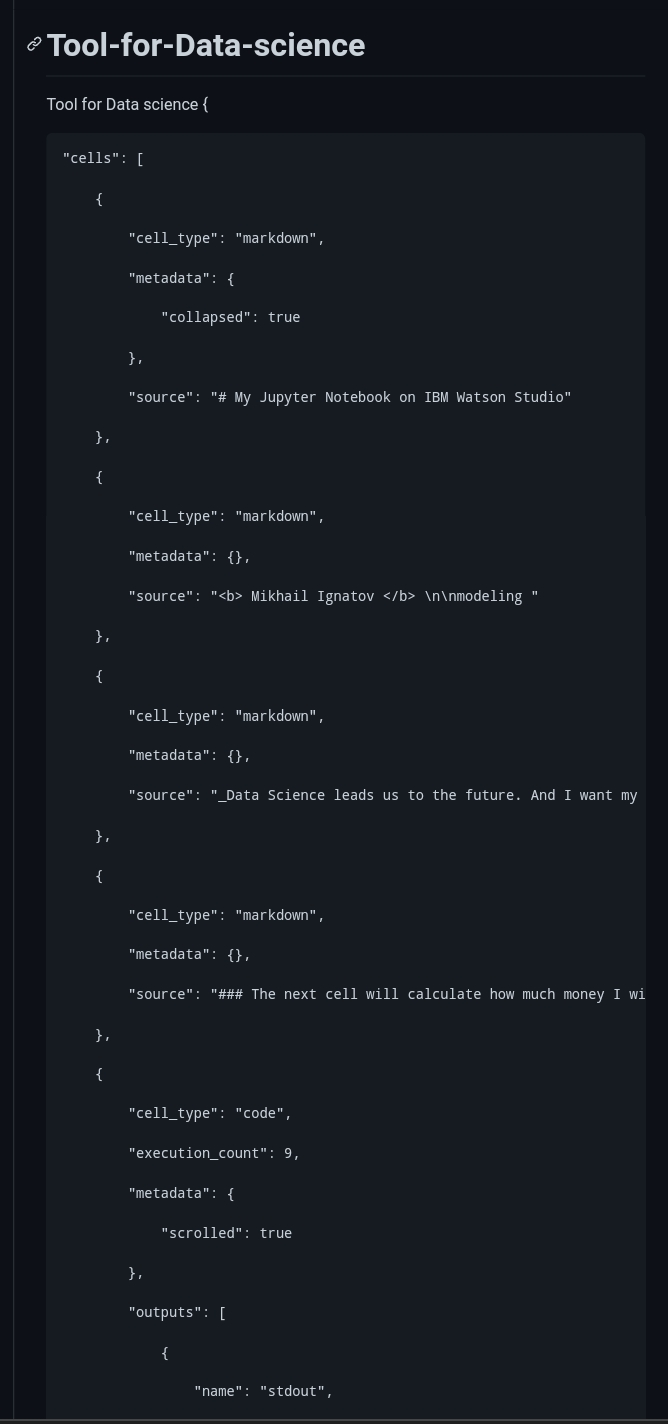 Tool-for-Data-science
Tool for Data science {
"cells": [
{
"cell_type": "markdown",
"metadata": {
"collapsed": true
},
"source": "# My Jupyter Notebook on IBM Watson Studio"
},
{
"cell_type": "markdown",
"metadata": {},
"source": "<b> Mikhail Ignatov </b> \n\nmodeling "
},
{
"cell_type": "markdown",
"metadata": {},
"source": "_Data Science leads us to the future. And I want my
},
{
"cell_type": "markdown",
"metadata": {},
"source": "### The next cell will calculate how much money I wi
},
{
"cell_type": "code",
"execution_count": 9,
"metadata": {
"scrolled": true
},
"outputs": [
{
"name": "stdout",